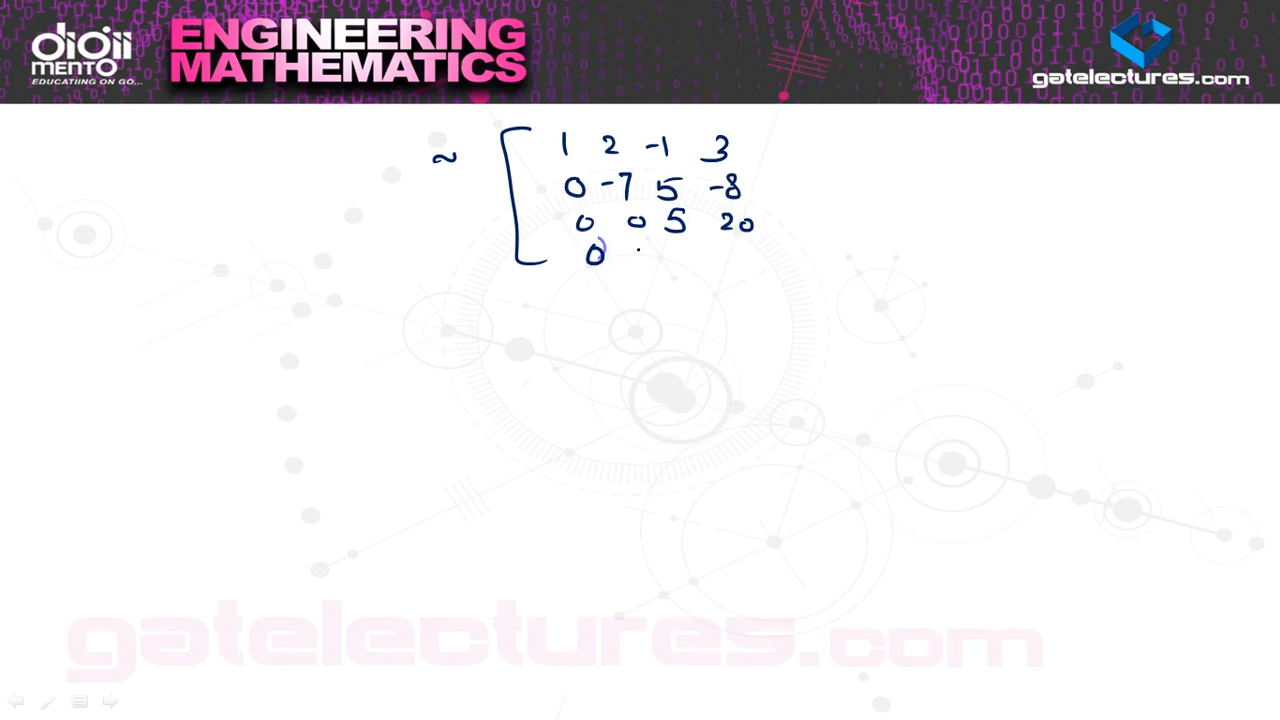 digii
MENTO
EDUCATIING ON GO...
ENGINEERING
MATHEMATICS
gatelectures.com
~ [ 1 2 -1 3
0 -7 5 -8
0 0 5 20
0
gatelectures.com